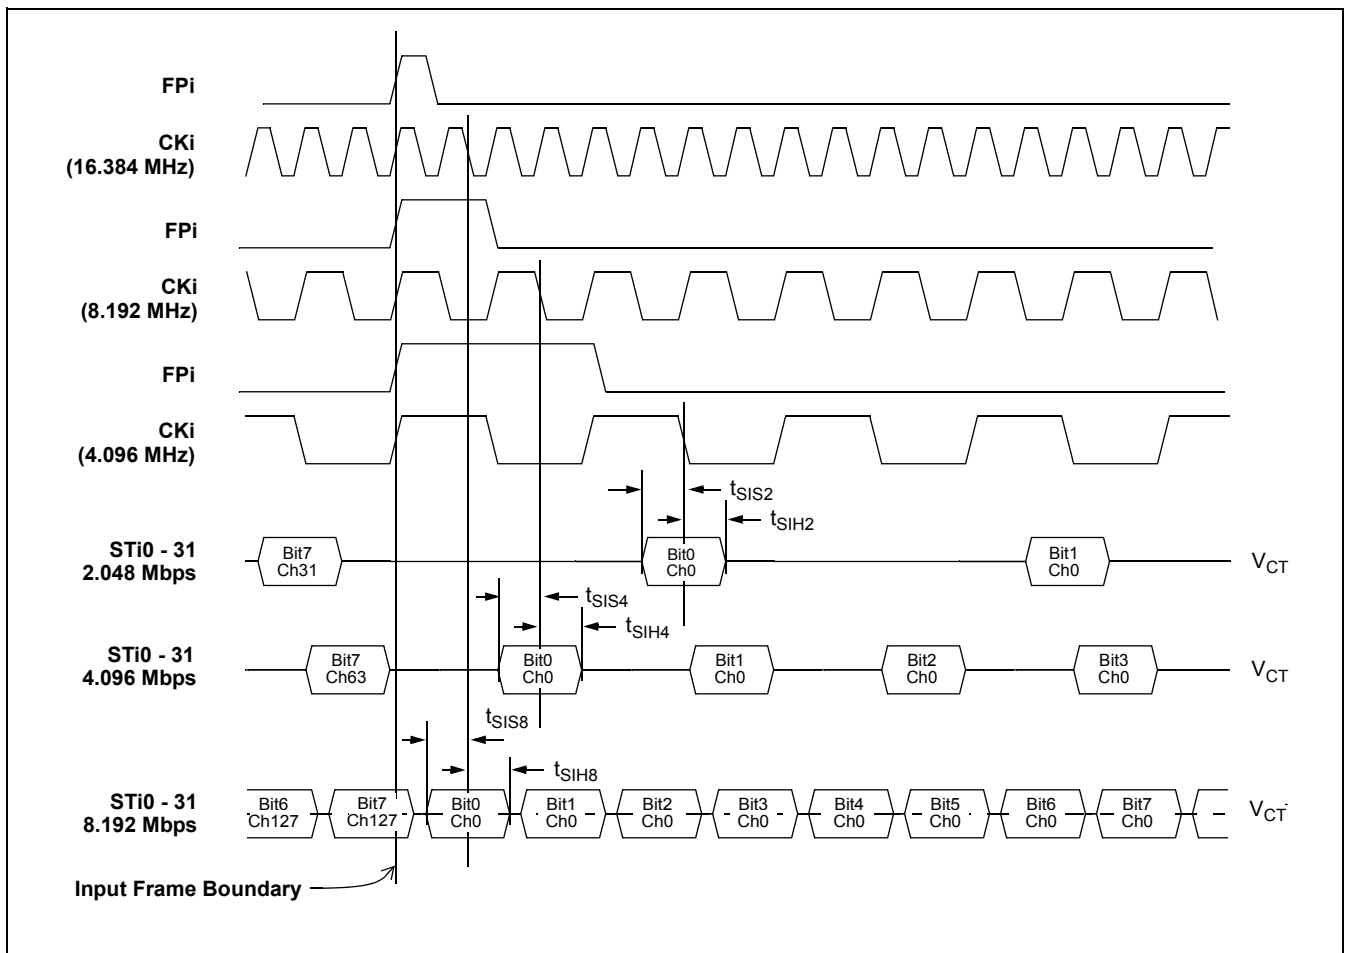 FPi
CKi
(16.384 MHz)
FPi
CKi
(8.192 MHz)
FPi
CKi
(4.096 MHz)
tSIS2
tSIH2
STi0 - 31
2.048 Mbps
Bit7
Ch31
Bit0
Ch0
Bit1
Ch0
VCT
tSIS4
tSIH4
STi0 - 31
4.096 Mbps
Bit7
Ch63
Bit0
Ch0
Bit1
Ch0
Bit2
Ch0
Bit3
Ch0
VCT
tSIS8
tSIH8
STi0 - 31
8.192 Mbps
Bit6
Ch127
Bit7
Ch127
Bit0
Ch0
Bit1
Ch0
Bit2
Ch0
Bit3
Ch0
Bit4
Ch0
Bit5
Ch0
Bit6
Ch0
Bit7
Ch0
VCT
Input Frame Boundary